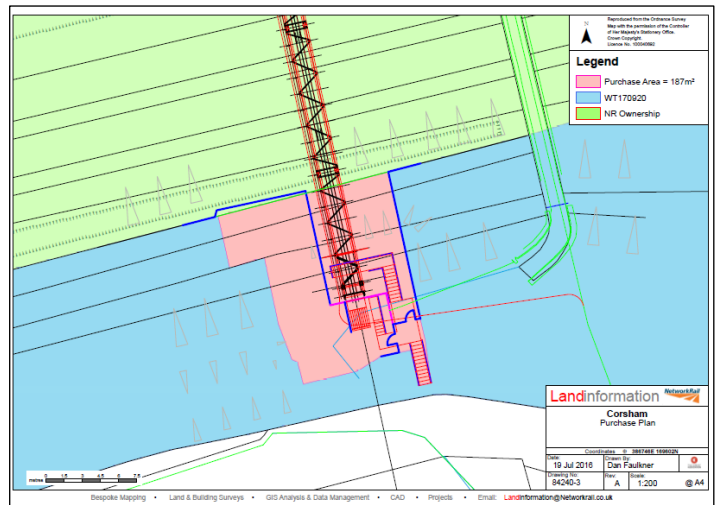 N
Reproduced from the Ordnance Survey
Map with the permission of the Controller
of Her Majesty's Stationery Office.
Crown Copyright.
Licence No. 100040692
Legend
Purchase Area = 187m²
WT170920
NR Ownership
Landinformation NetworkRail
Corsham
Purchase Plan
Coordinates
Date:
19 Jul 2016
Drawn By:
Dan Faulkner
Drawing No:
84240-3
Rev.
A
Scale:
1:200
@ A4
metres
0 1.5 3.0 4.5 6.0 7.5
Bespoke Mapping • Land & Building Surveys • GIS Analysis & Data Management • CAD • Projects • Email: LandInformation@Networkrail.co.uk